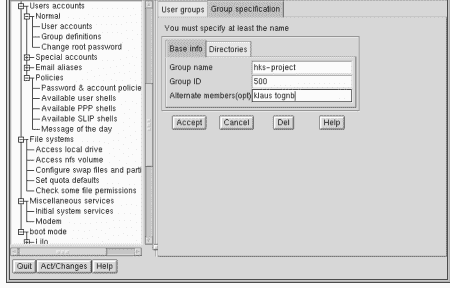 Users accounts
Normal
User accounts
Group definitions
Change root password
Special accounts
Email aliases
Policies
Password & account policie
Available user shells
Available PPP shells
Available SLIP shells
Message of the day
File systems
Access local drive
Access nfs volume
Configure swap files and parti
Set quota defaults
Check some file permissions
Miscellaneous services
Initial system services
Modem
boot mode
Lilo
Quit Act/Changes Help
User groups Group specification
You must specify at least the name
Base info Directories
Group name hks-project
Group ID 500
Alternate members(opt) klaus tognb
Accept Cancel Del Help